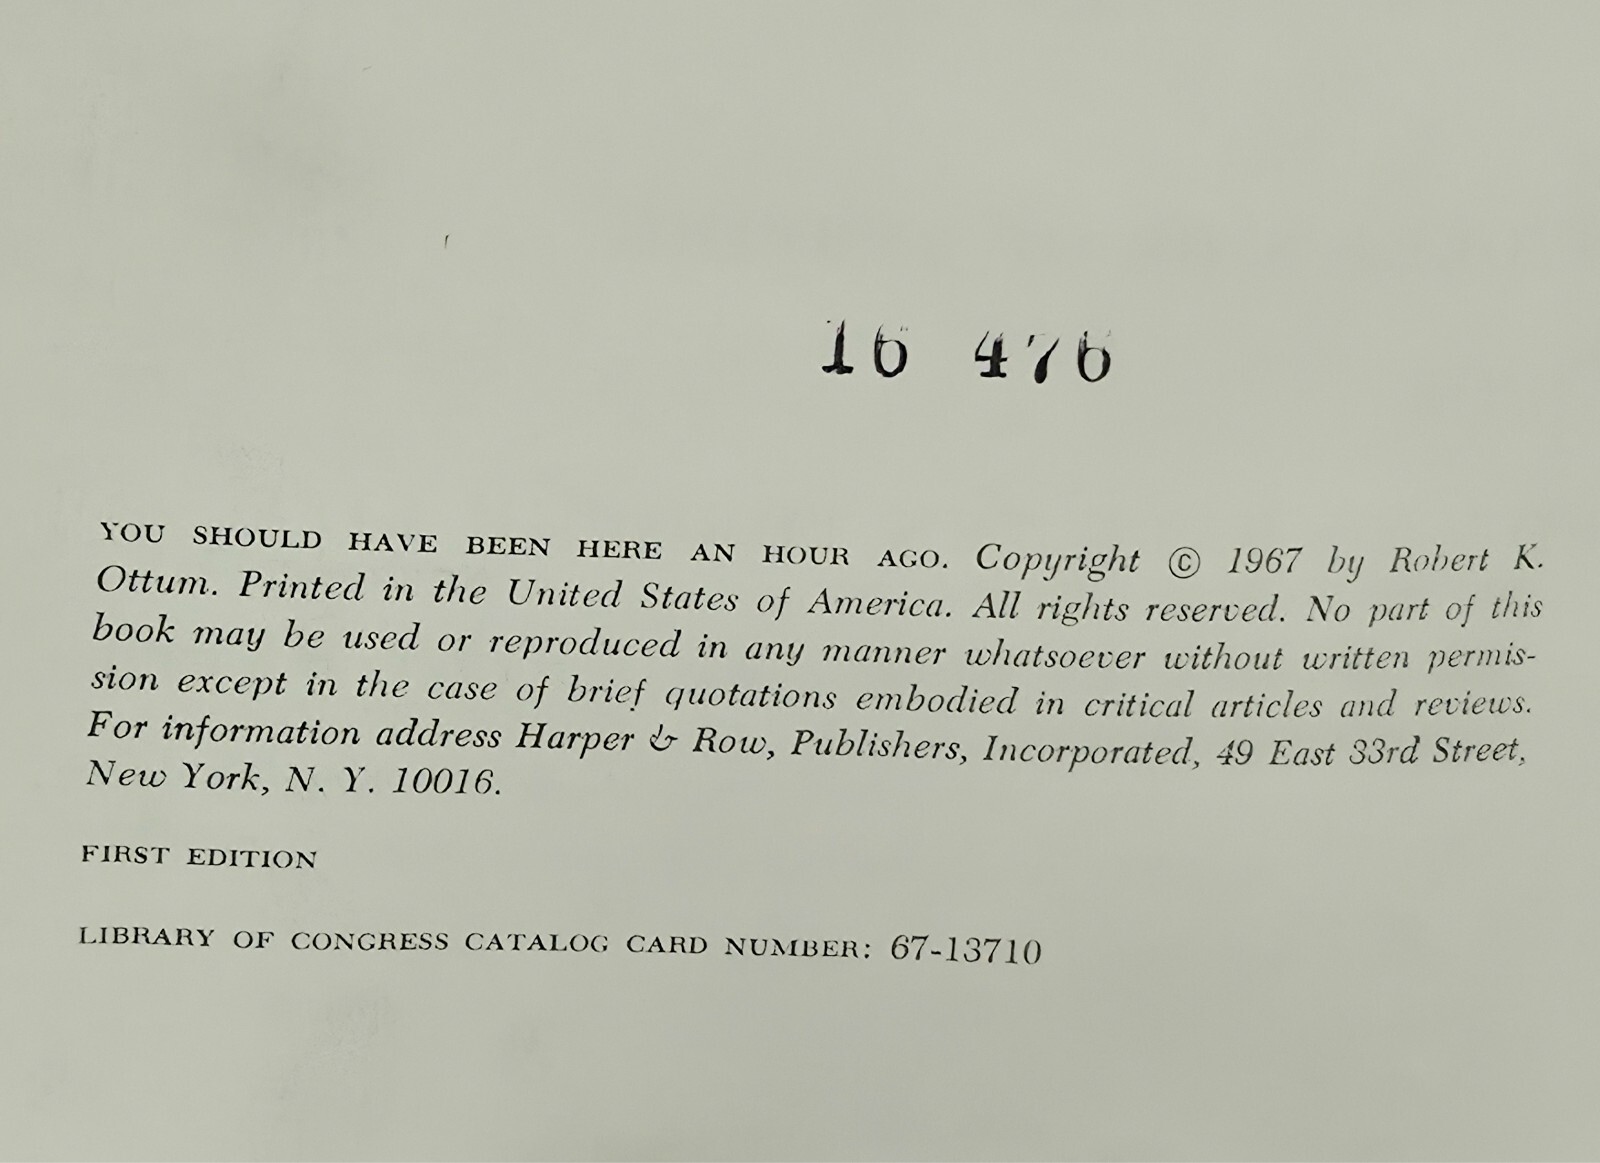 16 476
YOU SHOULD HAVE BEEN HERE AN HOUR AGO. Copyright © 1967 by Robert K.
Ottum. Printed in the United States of America. All rights reserved. No part of this
book may be used or reproduced in any manner whatsoever without written permis-
sion except in the case of brief quotations embodied in critical articles and reviews.
For information address Harper & Row, Publishers, Incorporated, 49 East 33rd Street,
New York, N. Y. 10016.
FIRST EDITION
LIBRARY OF CONGRESS CATALOG CARD NUMBER: 67-13710